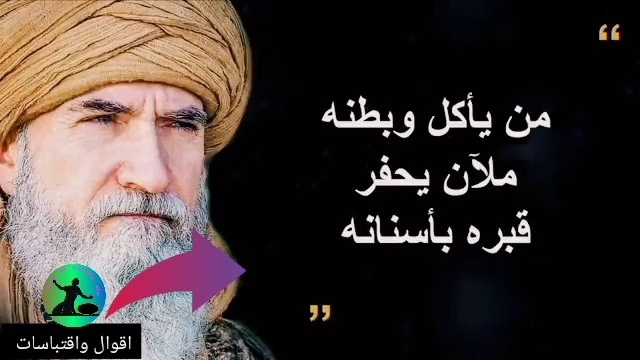 من يأكل وبطنه
ملآن يحفر
قبره بأسنانه
اقوال واقتباسات